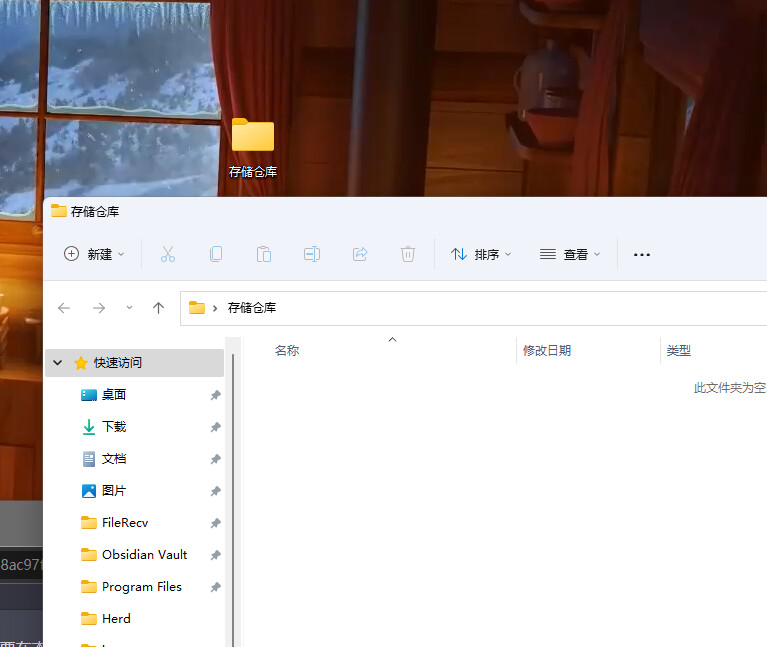 存储仓库
存储仓库
新建
排序
查看
存储仓库
名称
修改日期
类型
此文件夹为空
快速访问
桌面
下载
文档
图片
FileRecv
Obsidian Vault
Program Files
Herd
8ac97f